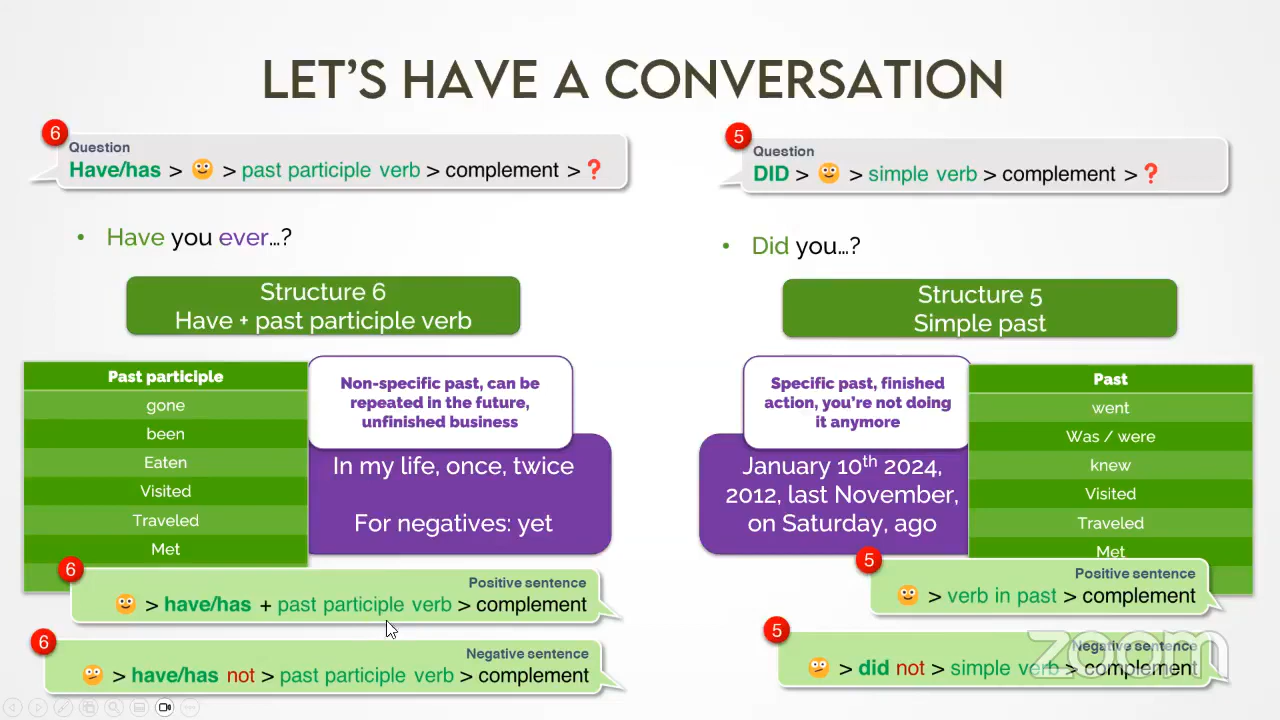 LET'S HAVE A CONVERSATION
6
Question
Have/has > > past participle verb > complement > ?
• Have you ever...?
Structure 6
Have + past participle verb
Past participle
gone
been
Eaten
Visited
Traveled
Met
Non-specific past, can be
repeated in the future,
unfinished business
In my life, once, twice
For negatives: yet
6
Positive sentence
> have/has + past participle verb > complement
6
Negative sentence
> have/has not > past participle verb > complement
5
Question
DID > > simple verb > complement > ?
• Did you...?
Structure 5
Simple past
Specific past, finished
action, you're not doing
it anymore
January 10th 2024,
2012, last November,
on Saturday, ago
Past
went
Was / were
knew
Visited
Traveled
Met
5
Positive sentence
> verb in past > complement
5
Negative sentence
> did not > simple verb > complement
zoom